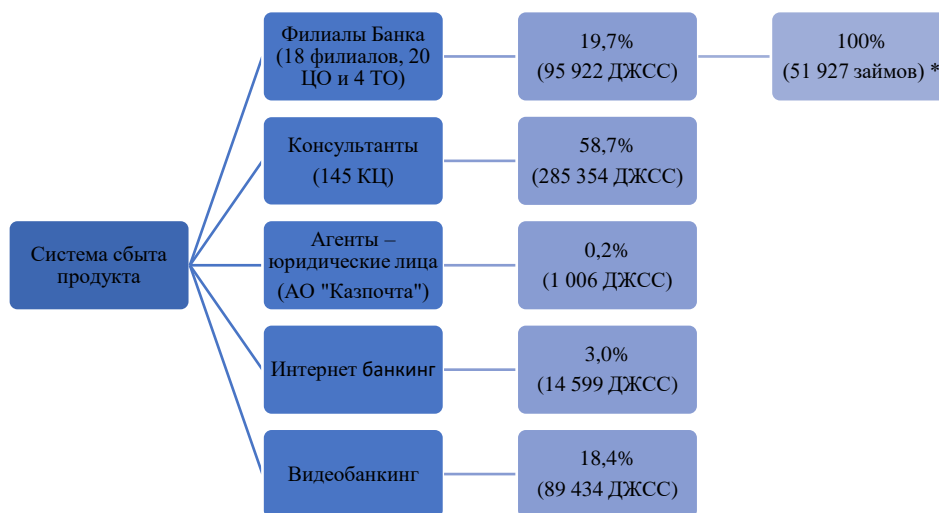 Система сбыта
продукта
Филиалы Банка
(18 филиалов, 20
ЦО и 4 ТО)
19,7%
(95 922 ДЖСС)
100%
(51 927 займов) *
Консультанты
(145 КЦ)
58,7%
(285 354 ДЖСС)
Агенты –
юридические лица
(АО "Казпочта")
0,2%
(1 006 ДЖСС)
Интернет банкинг
3,0%
(14 599 ДЖСС)
Видеобанкинг
18,4%
(89 434 ДЖСС)